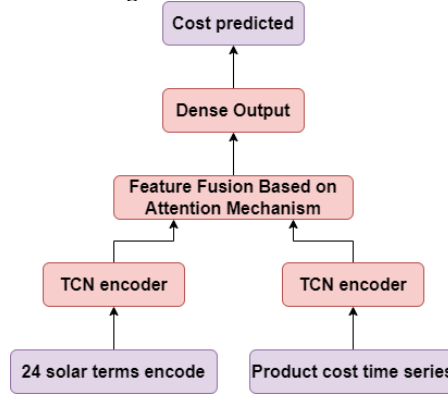 Cost predicted
Dense Output
Feature Fusion Based on
Attention Mechanism
TCN encoder
TCN encoder
24 solar terms encode
Product cost time series